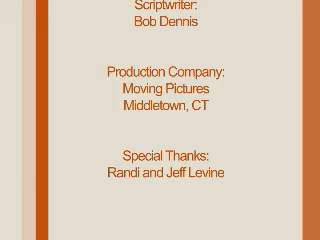 Scriptwriter:
Bob Dennis
Production Company:
Moving Pictures
Middletown, CT
Special Thanks:
Randi and Jeff Levine